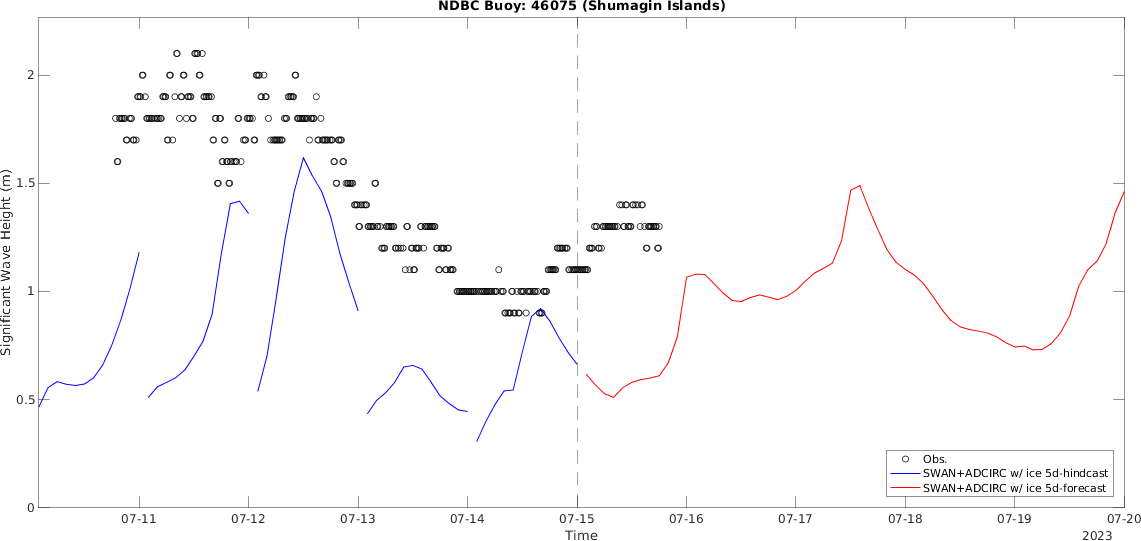 NDBC Buoy: 46075 (Shumagin Islands)
Significant Wave Height (m)
2
1.5
1
0.5
0
07-11 07-12 07-13 07-14 07-15 07-16 07-17 07-18 07-19 07-20
Time
2023
Obs.
SWAN+ADCIRC w/ ice 5d-hindcast
SWAN+ADCIRC w/ ice 5d-forecast